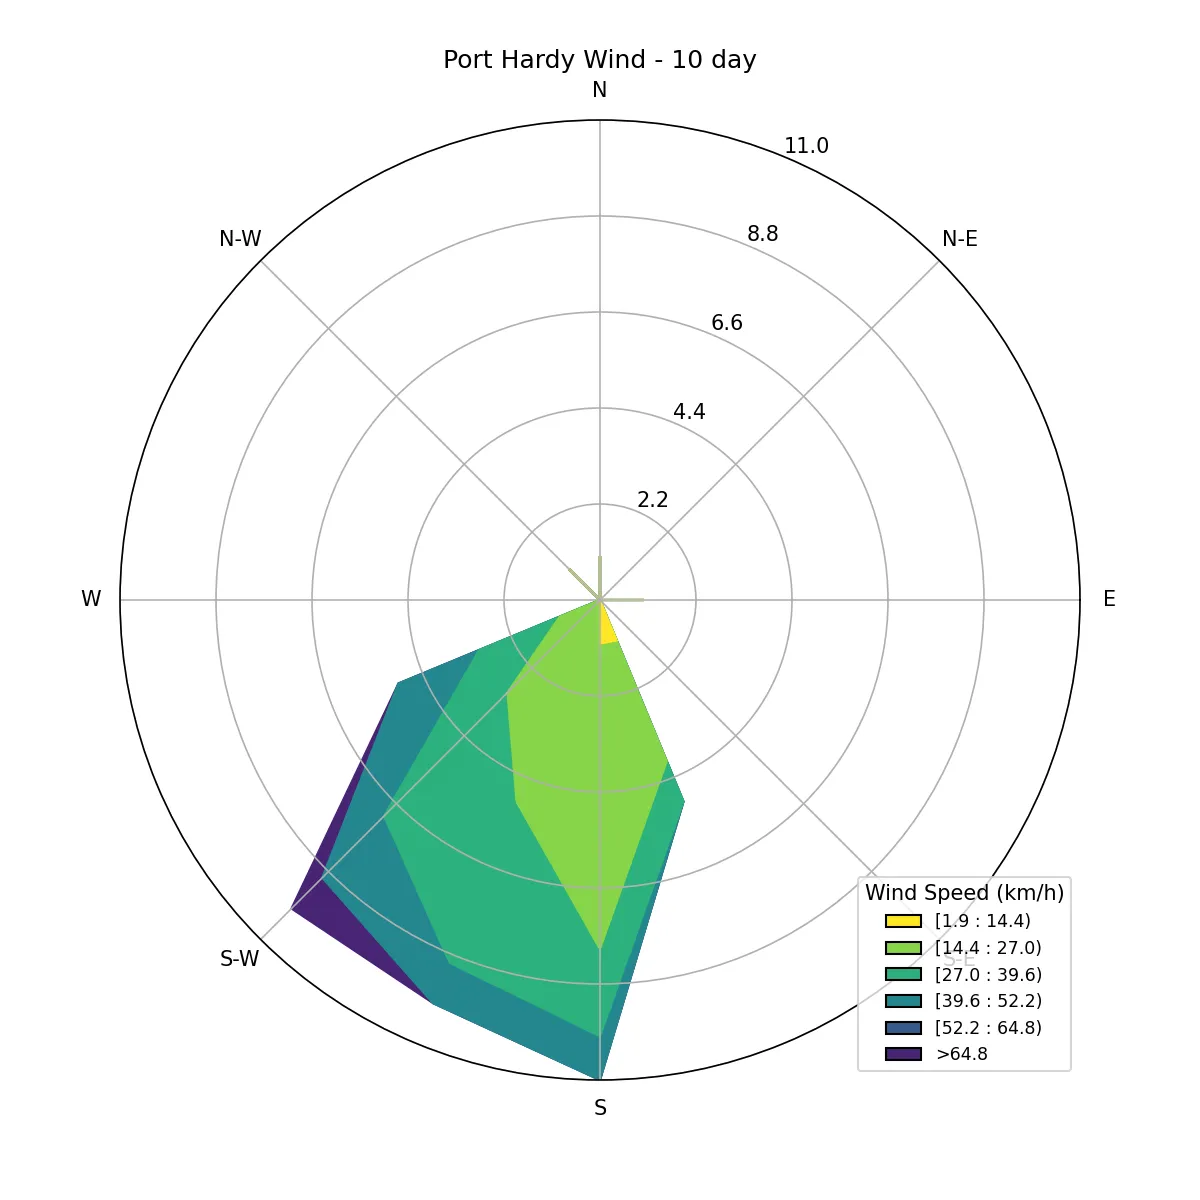 Port Hardy Wind - 10 day
N
11.0
N-W
8.8
N-E
6.6
4.4
2.2
W
E
S-W
S-E
S
Wind Speed (km/h)
[1.9 : 14.4)
[14.4 : 27.0)
[27.0 : 39.6)
[39.6 : 52.2)
[52.2 : 64.8)
>64.8